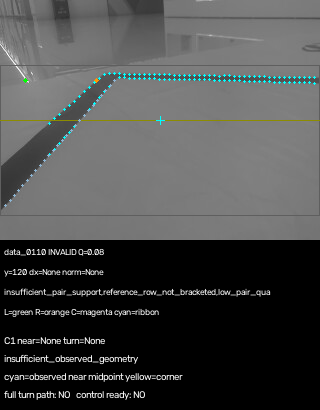 data_0110 INVALID Q=0.08
y=120 dx=None norm=None
insufficient_pair_support,reference_row_not_bracketed,low_pair_qua
L=green R=orange C=magenta cyan=ribbon
C1 near=None turn=None
insufficient_observed_geometry
cyan=observed near midpoint yellow=corner
full turn path: NO control ready: NO